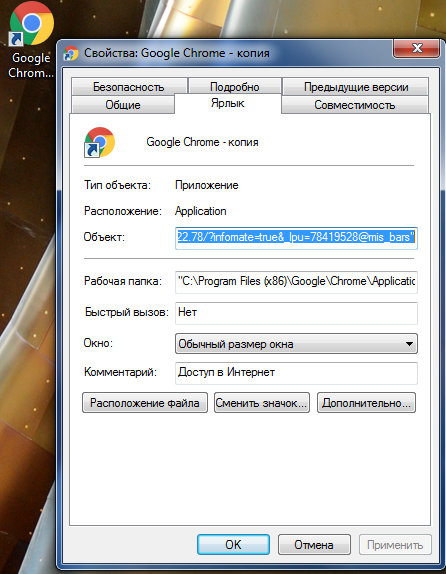 Google
Chrom...
Свойства: Google Chrome - копия
Безопасность Подробно Предыдущие версии
Общие Ярлык Совместимость
Google Chrome - копия
Тип объекта: Приложение
Расположение: Application
Объект: 22.78/?infomate=true&_lpu=78419528@mis_bars"
Рабочая папка: "C:\Program Files (x86)\Google\Chrome\Applicatio
Быстрый вызов: Нет
Окно: Обычный размер окна
Комментарий: Доступ в Интернет
Расположение файла Сменить значок... Дополнительно...
OK Отмена Применить